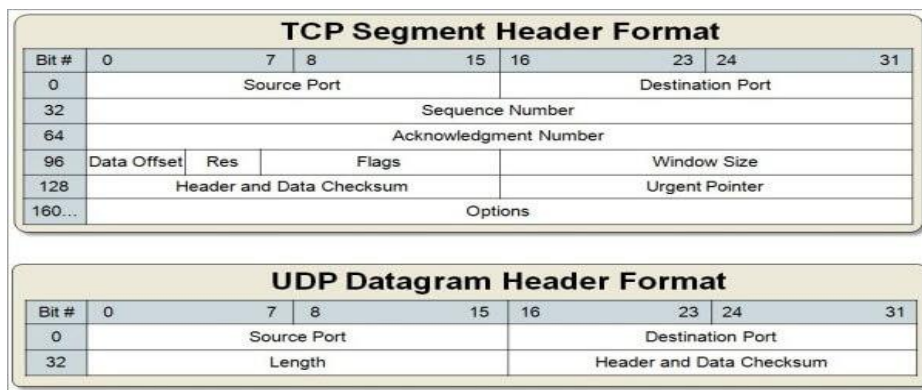 TCP Segment Header Format
Bit # 0 7 8 15 16 23 24 31
0 Source Port Destination Port
32 Sequence Number
64 Acknowledgment Number
96 Data Offset Res Flags Window Size
128 Header and Data Checksum Urgent Pointer
160... Options
UDP Datagram Header Format
Bit # 0 7 8 15 16 23 24 31
0 Source Port Destination Port
32 Length Header and Data Checksum